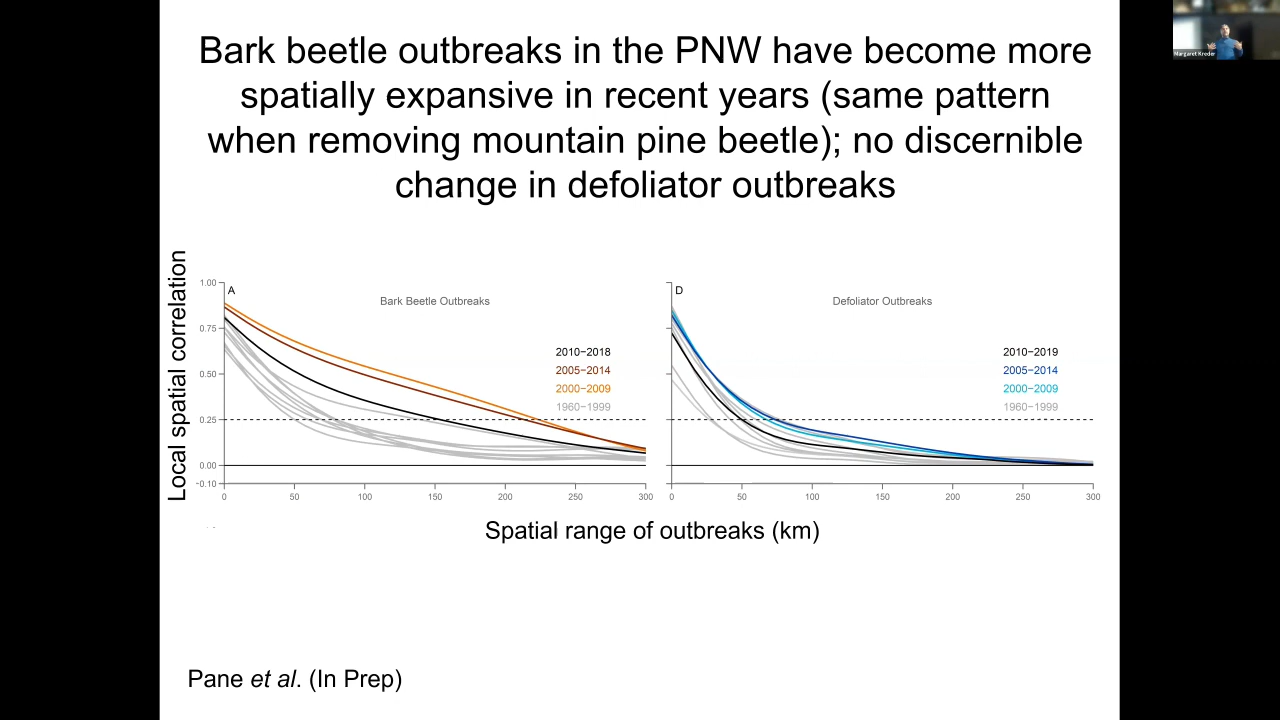 Margaret Kreder
Bark beetle outbreaks in the PNW have become more
spatially expansive in recent years (same pattern
when removing mountain pine beetle); no discernible
change in defoliator outbreaks
Local spatial correlation
A
Bark Beetle Outbreaks
1.00
0.75
0.50
0.25
0.00
−0.10
2010−2018
2005−2014
2000−2009
1960−1999
0 50 100 150 200 250 300
D
Defoliator Outbreaks
2010−2019
2005−2014
2000−2009
1960−1999
0 50 100 150 200 250 300
Spatial range of outbreaks (km)
Pane et al. (In Prep)